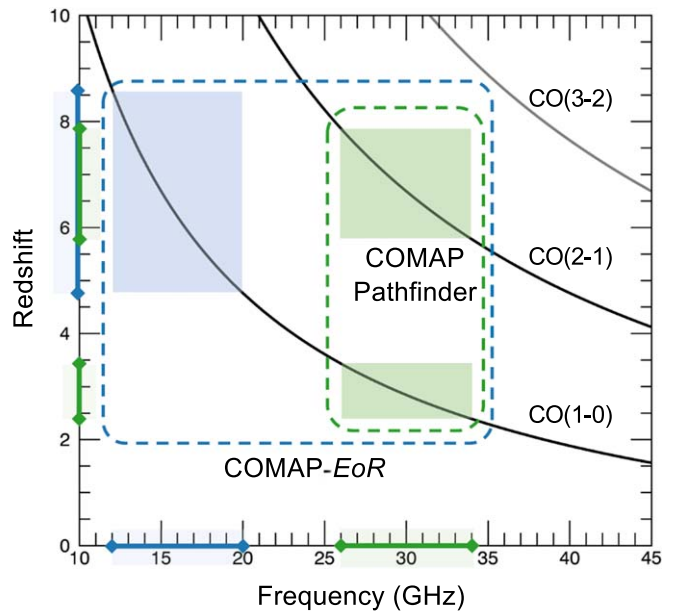 10
8
6
4
2
0
Redshift
CO(3-2)
CO(2-1)
CO(1-0)
COMAP
Pathfinder
COMAP-EoR
10 15 20 25 30 35 40 45
Frequency (GHz)